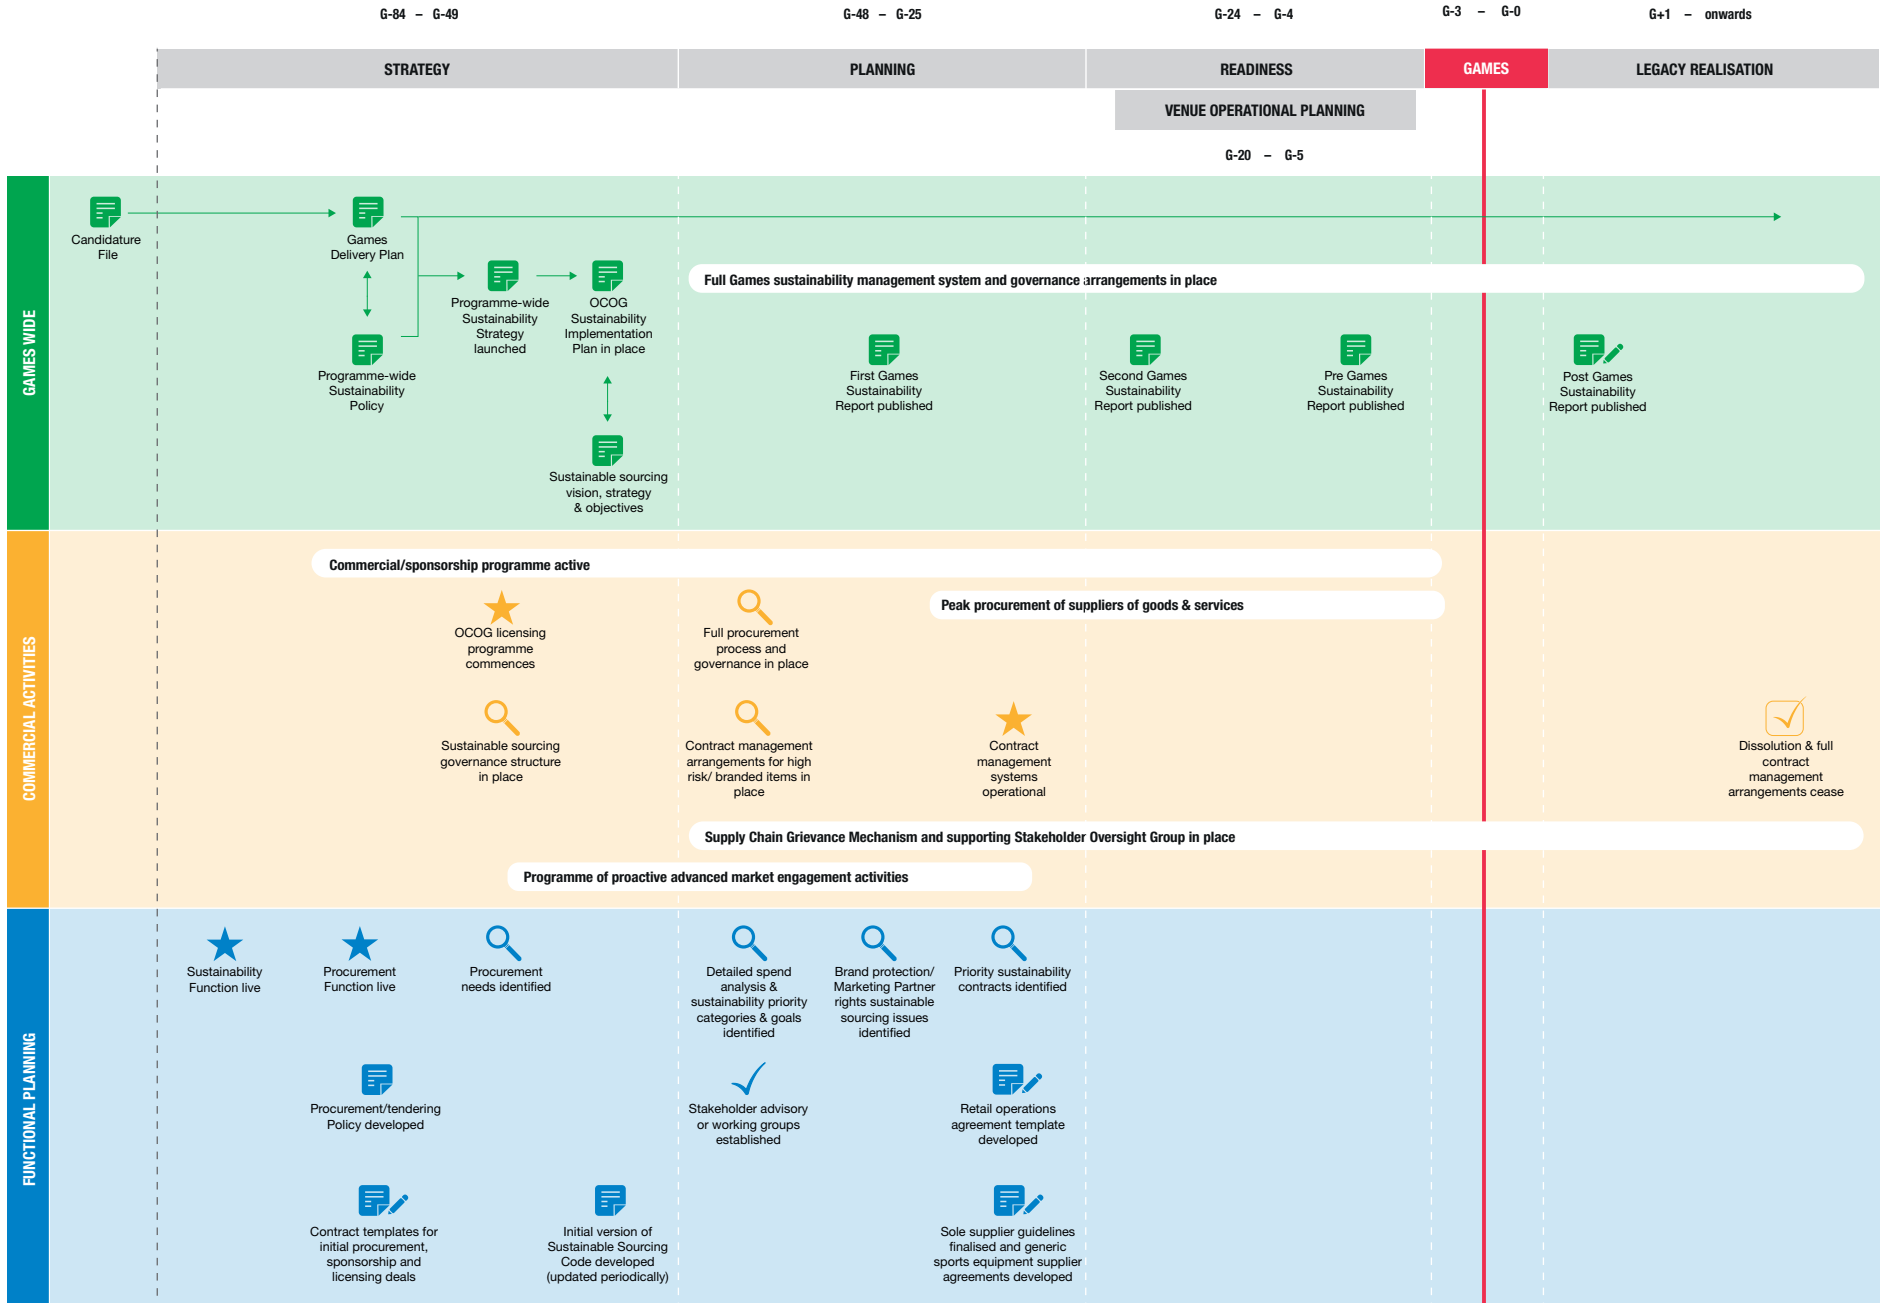 G-84 – G-49
G-48 – G-25
G-24 – G-4
G-3 – G-0
G+1 – onwards
STRATEGY
PLANNING
READINESS
GAMES
LEGACY REALISATION
VENUE OPERATIONAL PLANNING
G-20 – G-5
GAMES WIDE
Candidature
File
Games
Delivery Plan
Programme-wide
Sustainability
Strategy
launched
OCOG
Sustainability
Implementation
Plan in place
Full Games sustainability management system and governance arrangements in place
Programme-wide
Sustainability
Policy
First Games
Sustainability
Report published
Second Games
Sustainability
Report published
Pre Games
Sustainability
Report published
Post Games
Sustainability
Report published
Sustainable sourcing
vision, strategy
& objectives
COMMERCIAL ACTIVITIES
Commercial/sponsorship programme active
Peak procurement of suppliers of goods & services
OCOG licensing
programme
commences
Full procurement
process and
governance in place
Sustainable sourcing
governance structure
in place
Contract management
arrangements for high
risk/ branded items in
place
Contract
management
systems
operational
Dissolution & full
contract
management
arrangements cease
Supply Chain Grievance Mechanism and supporting Stakeholder Oversight Group in place
Programme of proactive advanced market engagement activities
FUNCTIONAL PLANNING
Sustainability
Function live
Procurement
Function live
Procurement
needs identified
Detailed spend
analysis &
sustainability priority
categories & goals
identified
Brand protection/
Marketing Partner
rights sustainable
sourcing issues
identified
Priority sustainability
contracts identified
Procurement/tendering
Policy developed
Stakeholder advisory
or working groups
established
Retail operations
agreement template
developed
Contract templates for
initial procurement,
sponsorship and
licensing deals
Initial version of
Sustainable Sourcing
Code developed
(updated periodically)
Sole supplier guidelines
finalised and generic
sports equipment supplier
agreements developed